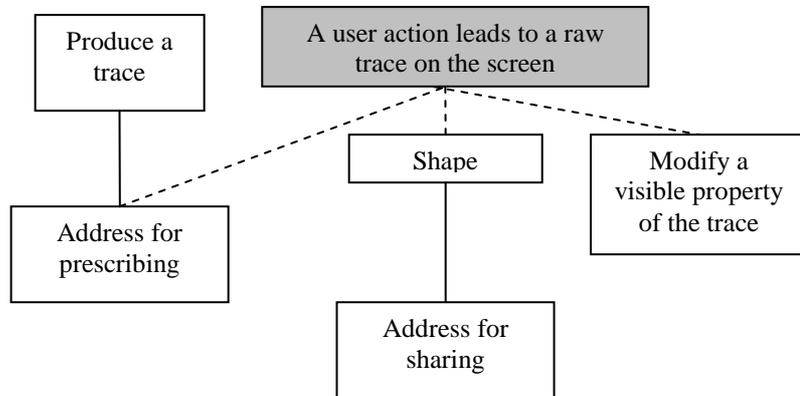 Produce a
trace
A user action leads to a raw
trace on the screen
Shape
Modify a
visible property
of the trace
Address for
prescribing
Address for
sharing